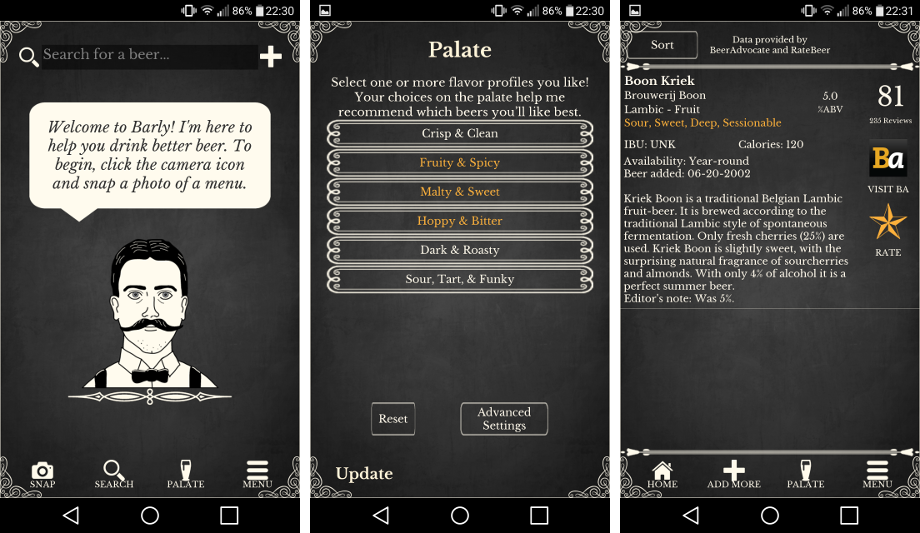 86% 22:30
Search for a beer...
Welcome to Barly! I'm here to
help you drink better beer. To
begin, click the camera icon
and snap a photo of a menu.
SNAP
SEARCH
PALATE
MENU
86% 22:30
Palate
Select one or more flavor profiles you like!
Your choices on the palate help me
recommend which beers you'll like best.
Crisp & Clean
Fruity & Spicy
Malty & Sweet
Hoppy & Bitter
Dark & Roasty
Sour, Tart, & Funky
Reset
Advanced
Settings
Update
86% 22:31
Sort
Data provided by
BeerAdvocate and RateBeer
Boon Kriek
Brouwerij Boon
5.0
Lambic - Fruit
%ABV
Sour, Sweet, Deep, Sessionable
81
235 Reviews
IBU: UNK
Calories: 120
Availability: Year-round
Beer added: 06-20-2002
Ba
VISIT BA
RATE
Kriek Boon is a traditional Belgian Lambic
fruit-beer. It is brewed according to the
traditional Lambic style of spontaneous
fermentation. Only fresh cherries (25%) are
used. Kriek Boon is slightly sweet, with the
surprising natural fragrance of sourcherries
and almonds. With only 4% of alcohol it is a
perfect summer beer.
Editor's note: Was 5%.
HOME
ADD MORE
PALATE
MENU